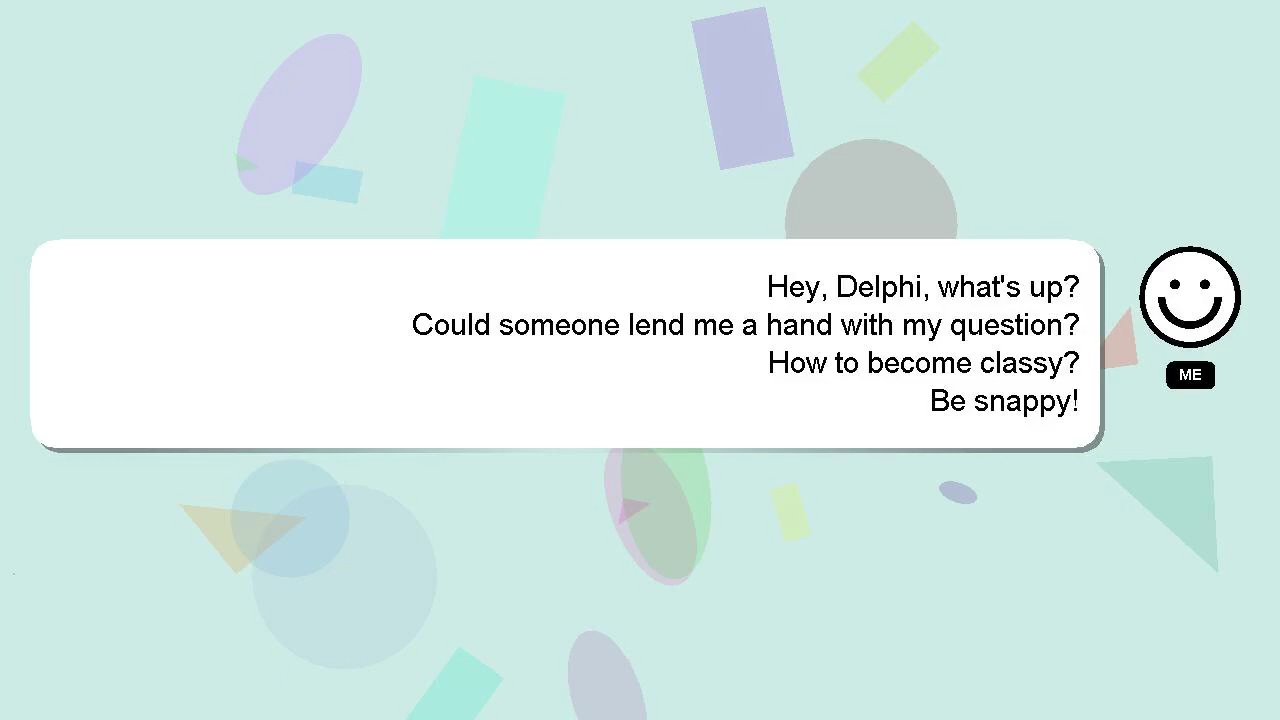 Hey, Delphi, what's up?
Could someone lend me a hand with my question?
How to become classy?
Be snappy!
ME